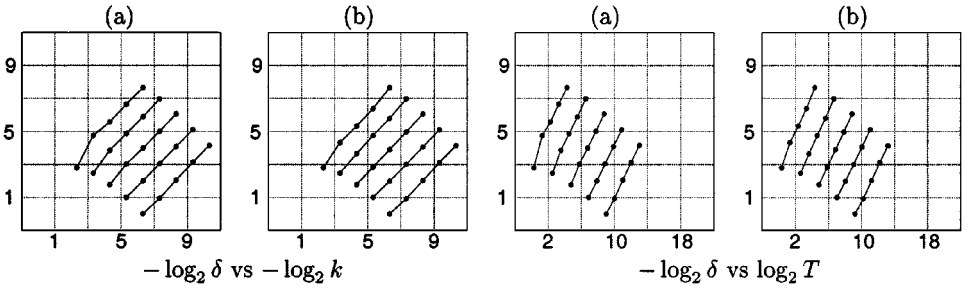 (a) (b) (a) (b)
9 9 9 9
5 5 5 5
1 1 1 1
1 5 9 1 5 9 2 10 18 2 10 18
− log₂ δ vs − log₂ k − log₂ δ vs log₂ T